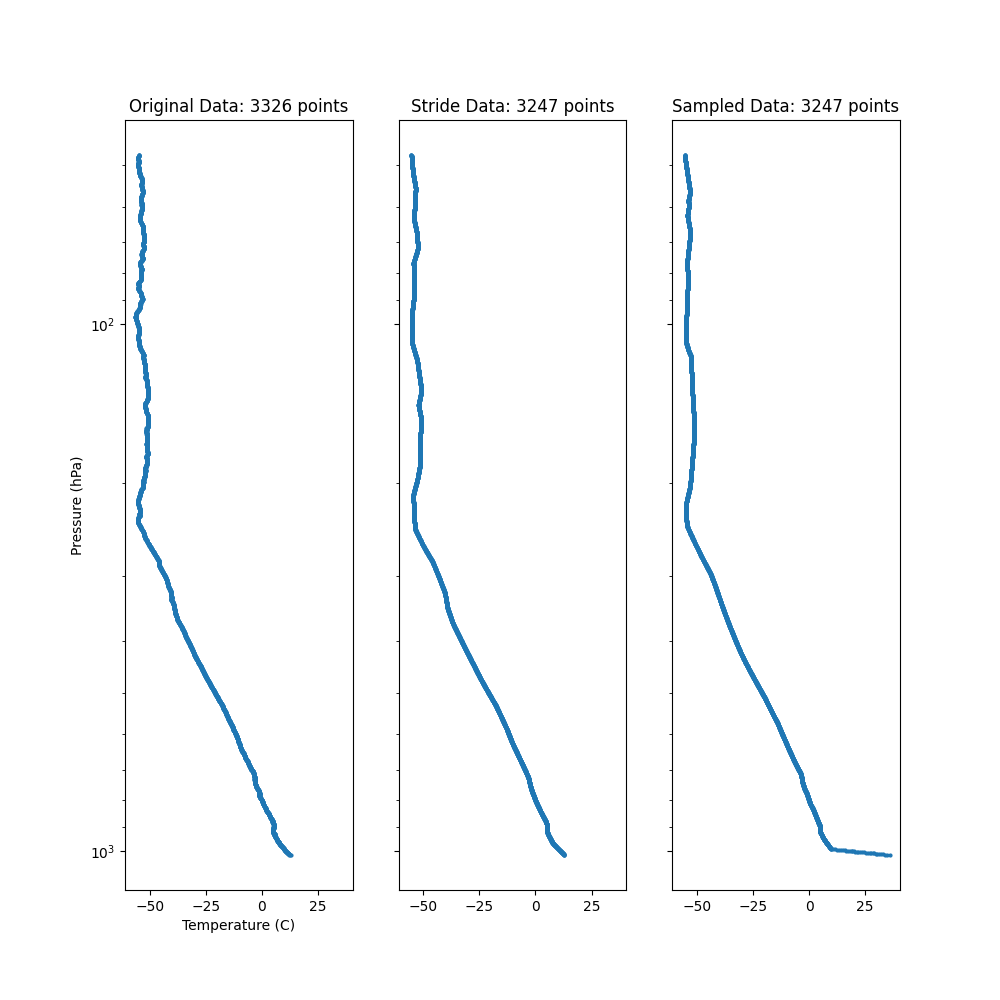 Original Data: 3326 points
Stride Data: 3247 points
Sampled Data: 3247 points
Pressure (hPa)
10²
10³
−50 −25 0 25
−50 −25 0 25
−50 −25 0 25
Temperature (C)